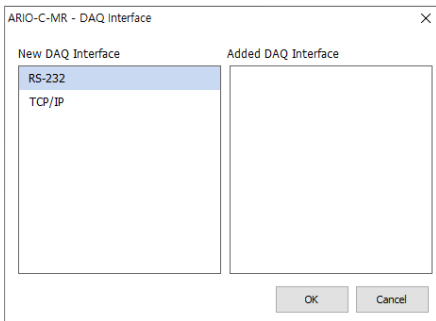 ARIO-C-MR - DAQ Interface
New DAQ Interface
Added DAQ Interface
RS-232
TCP/IP
OK
Cancel